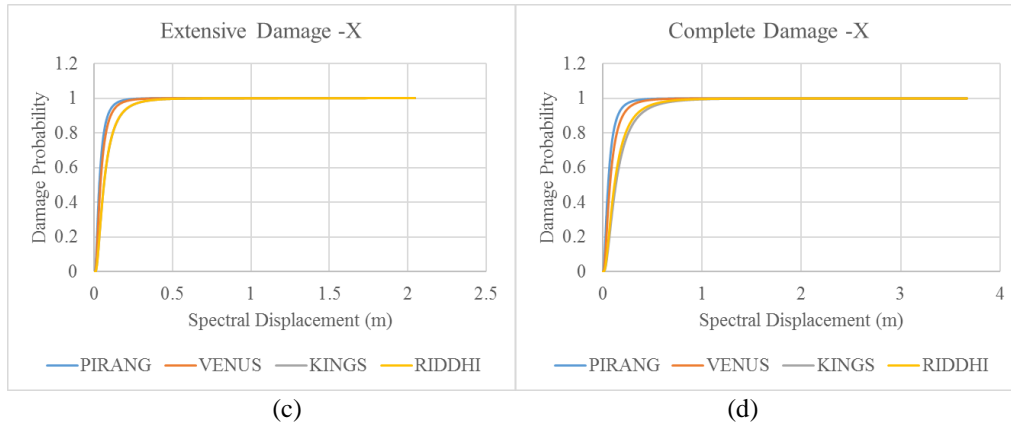 Extensive Damage -X
Damage Probability
1.2
1
0.8
0.6
0.4
0.2
0
0 0.5 1 1.5 2 2.5
Spectral Displacement (m)
PIRANG VENUS KINGS RIDDHI
(c)
Complete Damage -X
Damage Probability
1.2
1
0.8
0.6
0.4
0.2
0
0 1 2 3 4
Spectral Displacement (m)
PIRANG VENUS KINGS RIDDHI
(d)